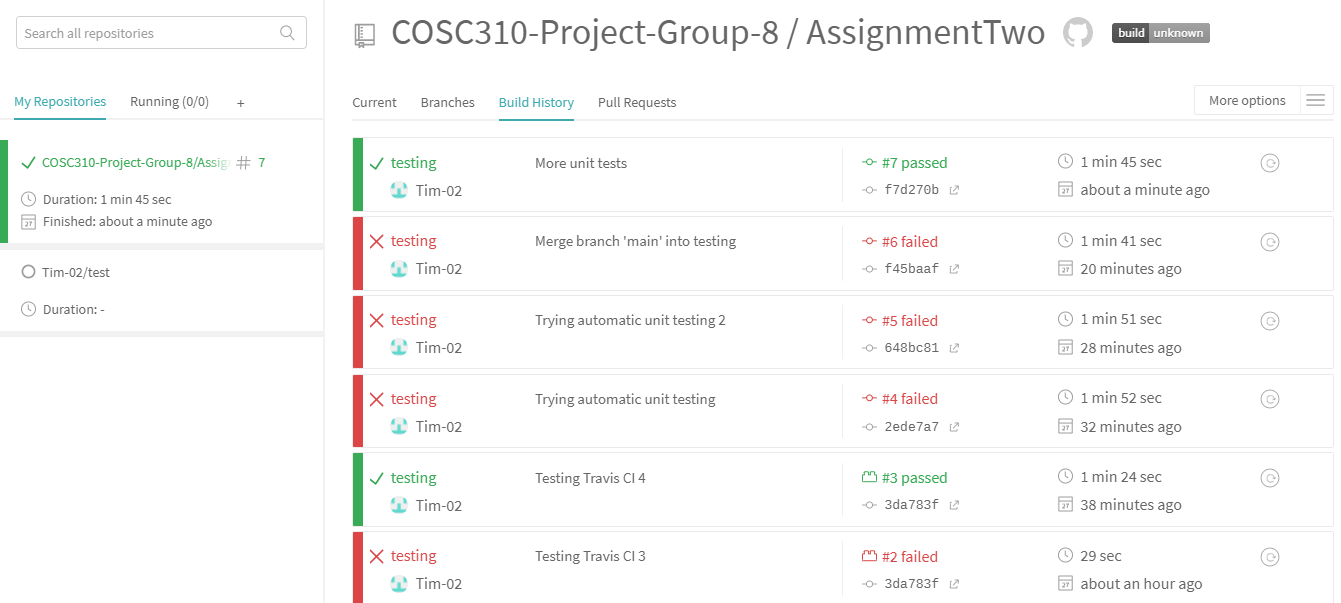 Search all repositories
My Repositories
Running (0/0)
+
COSC310-Project-Group-8/Assig
7
Duration: 1 min 45 sec
Finished: about a minute ago
Tim-02/test
Duration: -
COSC310-Project-Group-8 / AssignmentTwo
build unknown
Current
Branches
Build History
Pull Requests
More options
testing
More unit tests
#7 passed
1 min 45 sec
Tim-02
f7d270b
27 about a minute ago
testing
Merge branch 'main' into testing
#6 failed
1 min 41 sec
Tim-02
f45baaf
27 20 minutes ago
testing
Trying automatic unit testing 2
#5 failed
1 min 51 sec
Tim-02
648bc81
27 28 minutes ago
testing
Trying automatic unit testing
#4 failed
1 min 52 sec
Tim-02
2ede7a7
27 32 minutes ago
testing
Testing Travis CI 4
#3 passed
1 min 24 sec
Tim-02
3da783f
27 38 minutes ago
testing
Testing Travis CI 3
#2 failed
29 sec
Tim-02
3da783f
27 about an hour ago